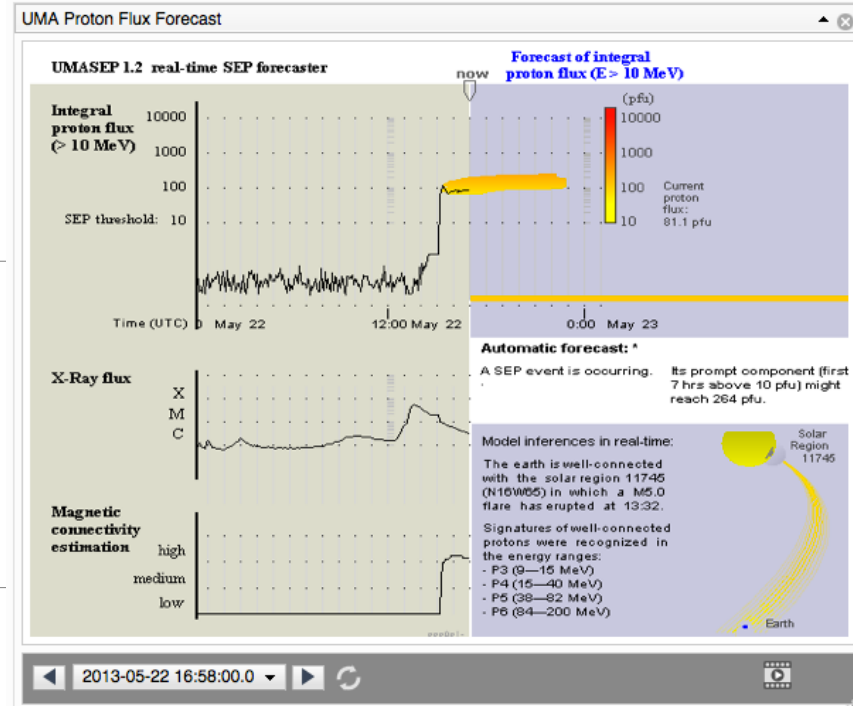 UMA Proton Flux Forecast
UMASEP 1.2 real-time SEP forecaster
now
Forecast of integral
proton flux (E > 10 MeV)
Integral
proton flux
(> 10 MeV)
10000
1000
100
SEP threshold: 10
(pfu)
10000
1000
100
10
Current
proton
flux:
81.1 pfu
Time (UTC)
May 22
12:00 May 22
0:00 May 23
Automatic forecast: *
A SEP event is occurring.
Its prompt component (first
7 hrs above 10 pfu) might
reach 264 pfu.
X-Ray flux
X
M
C
Model inferences in real-time:
The earth is well-connected
with the solar region 11745
(N16W65) in which a M5.0
flare has erupted at 13:32.
Signatures of well-connected
protons were recognized in
the energy ranges:
- P3 (9—15 MeV)
- P4 (15—40 MeV)
- P5 (38—82 MeV)
- P6 (84—200 MeV)
Solar
Region
11745
Earth
Magnetic
connectivity
estimation
high
medium
low
2013-05-22 16:58:00.0